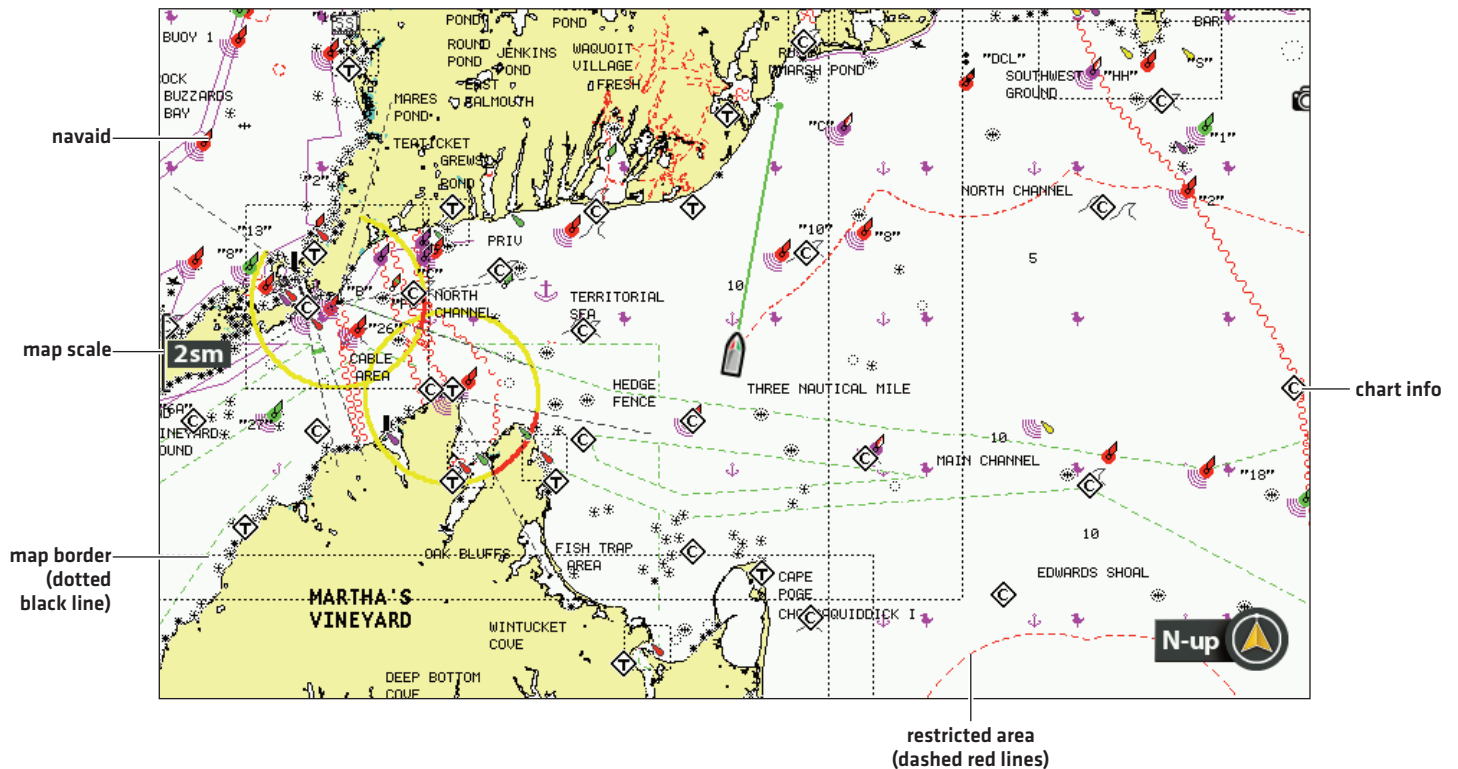 navaid
map scale
map border
(dotted
black line)
chart info
restricted area
(dashed red lines)
SS
BUOY 1
BUZZARDS
BAY
POND
ROUND
POND
POND
JENKINS
POND
WAQUOIT
VILLAGE
FRESH
EAST
FALMOUTH
MARES
POND
TEATICKET
GREWS
POND
MARSH POND
BAR
"DCL"
SOUTHWEST
GROUND
"HH"
"S"
"C"
"1"
"2"
NORTH CHANNEL
"2"
"13"
"8"
PRIV
"10"
"8"
5
10
"C"
"B"
NORTH
CHANNEL
TERRITORIAL
SEA
"26"
2sm
CABLE
AREA
HEDGE
FENCE
THREE NAUTICAL MILE
"6A"
"27"
10
MAIN CHANNEL
"18"
10
OAK BLUFFS
FISH TRAP
AREA
EDWARDS SHOAL
CAPE
POGE
MARTHA'S
VINEYARD
WINTUCKET
COVE
N-up
DEEP BOTTOM
COVE